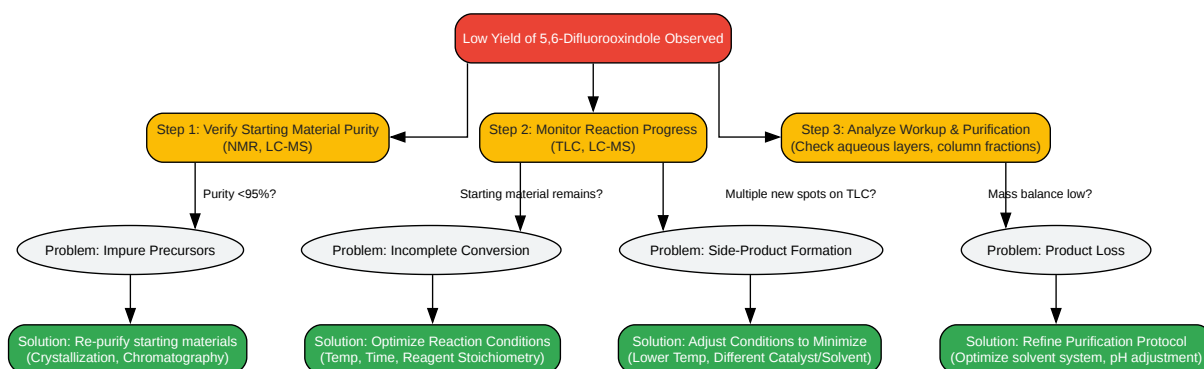 Low Yield of 5,6-Difluorooxindole Observed
Step 1: Verify Starting Material Purity
(NMR, LC-MS)
Step 2: Monitor Reaction Progress
(TLC, LC-MS)
Step 3: Analyze Workup & Purification
(Check aqueous layers, column fractions)
Purity <95%?
Starting material remains?
Multiple new spots on TLC?
Mass balance low?
Problem: Impure Precursors
Problem: Incomplete Conversion
Problem: Side-Product Formation
Problem: Product Loss
Solution: Re-purify starting materials
(Crystallization, Chromatography)
Solution: Optimize Reaction Conditions
(Temp, Time, Reagent Stoichiometry)
Solution: Adjust Conditions to Minimize
(Lower Temp, Different Catalyst/Solvent)
Solution: Refine Purification Protocol
(Optimize solvent system, pH adjustment)